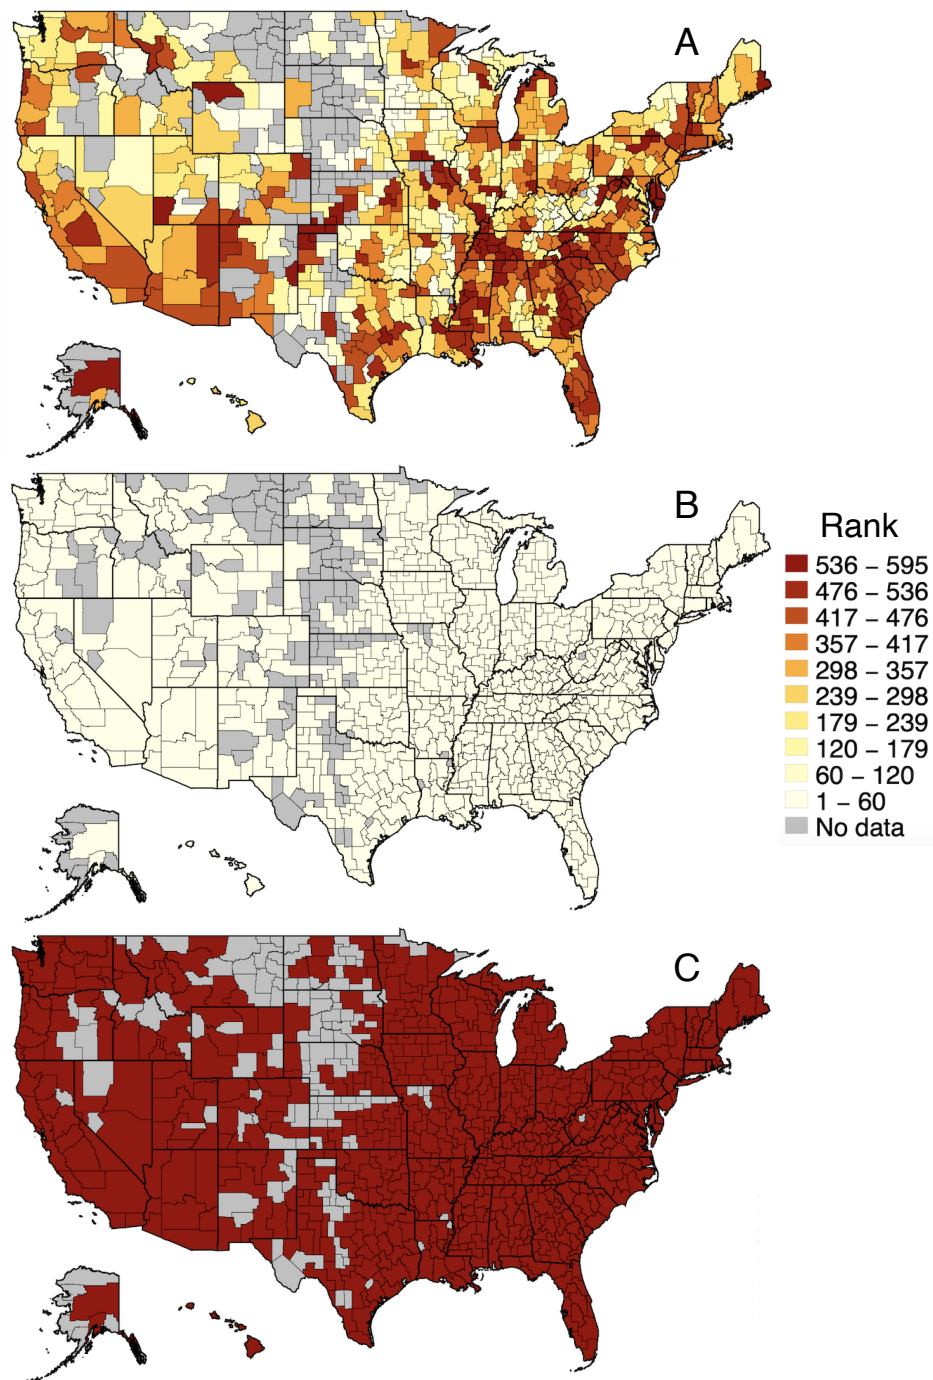 A
B
Rank
536 – 595
476 – 536
417 – 476
357 – 417
298 – 357
239 – 298
179 – 239
120 – 179
60 – 120
1 – 60
No data
C